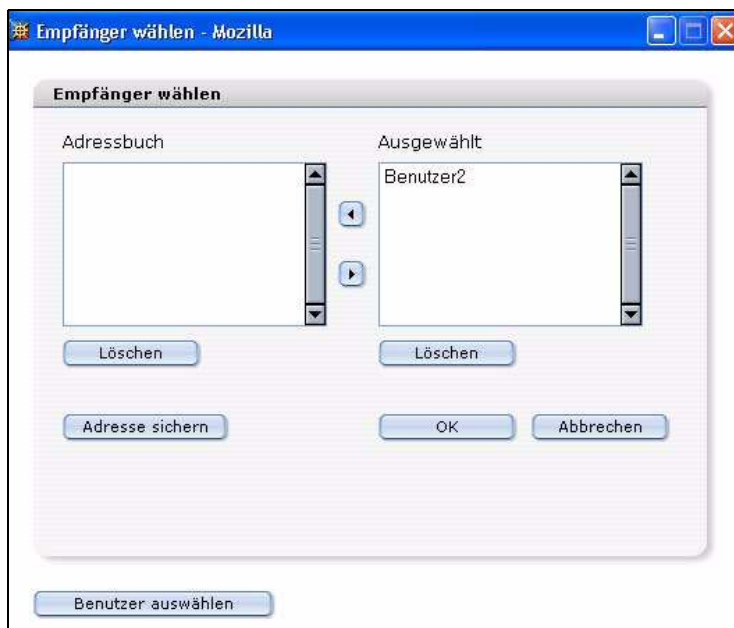 Empfänger wählen - Mozilla
Empfänger wählen
Adressbuch
Ausgewählt
Benutzer2
Löschen
Löschen
Adresse sichern
OK
Abbrechen
Benutzer auswählen